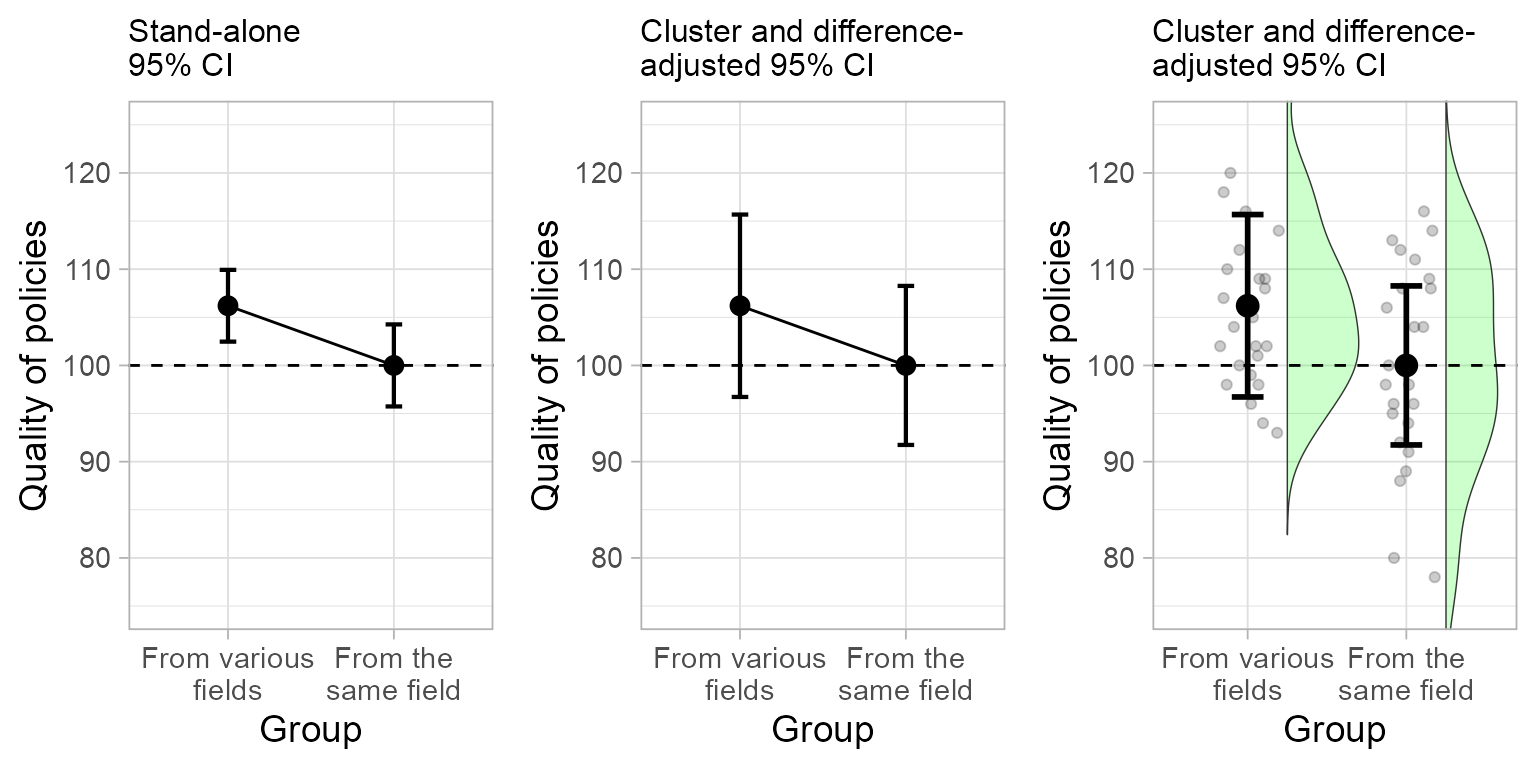 Stand-alone
95% CI
Quality of policies
120
110
100
90
80
From various
fields
From the
same field
Group
Cluster and difference-
adjusted 95% CI
Quality of policies
120
110
100
90
80
From various
fields
From the
same field
Group
Cluster and difference-
adjusted 95% CI
Quality of policies
120
110
100
90
80
From various
fields
From the
same field
Group